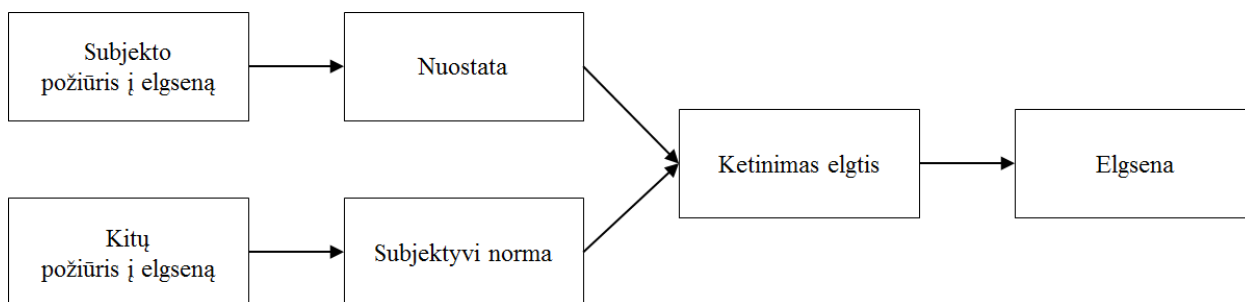 Subjekto
požiūris į elgseną
Nuostata
Ketinimas elgtis
Elgsena
Kitų
požiūris į elgseną
Subjektyvi norma